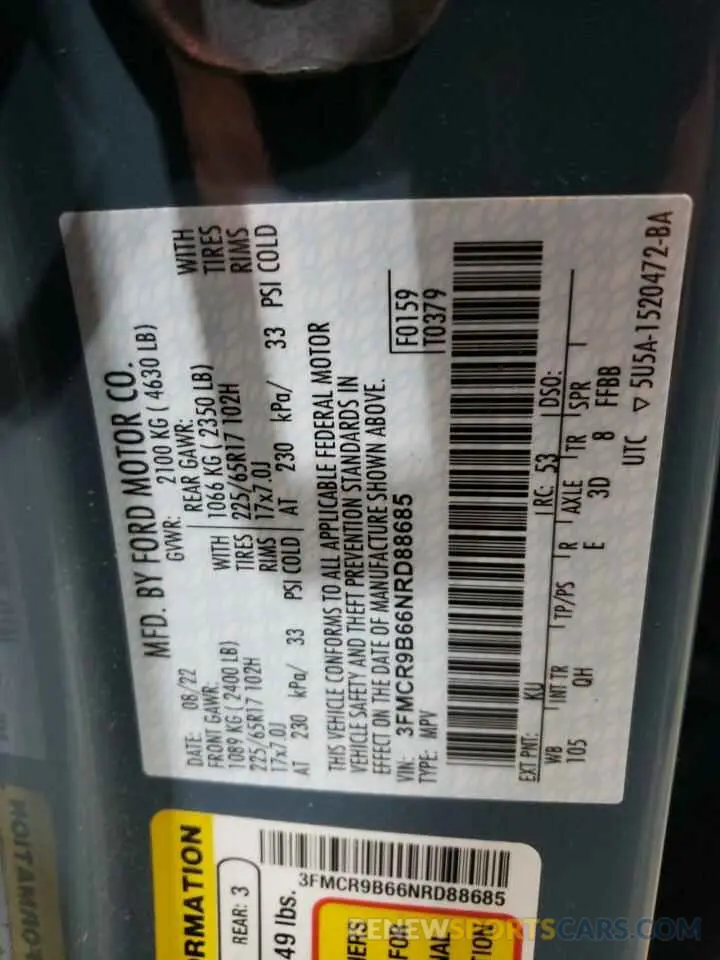 MFD. BY FORD MOTOR CO.
DATE: 08/22 GVWR: 2100 KG ( 4630 LB)
FRONT GAWR: REAR GAWR:
1089 KG ( 2400 LB) WITH 1066 KG ( 2350 LB) WITH
225/65R17 102H TIRES 225/65R17 102H TIRES
17x7.0J RIMS 17x7.0J RIMS
AT 230 kPa/ 33 PSI COLD AT 230 kPa/ 33 PSI COLD
THIS VEHICLE CONFORMS TO ALL APPLICABLE FEDERAL MOTOR
VEHICLE SAFETY AND THEFT PREVENTION STANDARDS IN
EFFECT ON THE DATE OF MANUFACTURE SHOWN ABOVE.
VIN: 3FMCR9B66NRD88685 F0159
TYPE: MPV T0379
EXT PNT: KU RC: 53 DSO:
WB INT TR TP/PS R AXLE TR SPR
105 QH E 3D 8 FFBB
UTC ▽ 5U5A-1520472-BA
ORMATION
REAR: 3
49 lbs.
3FMCR9B66NRD88685
FOR
RENEWSPORTSCARS.COM